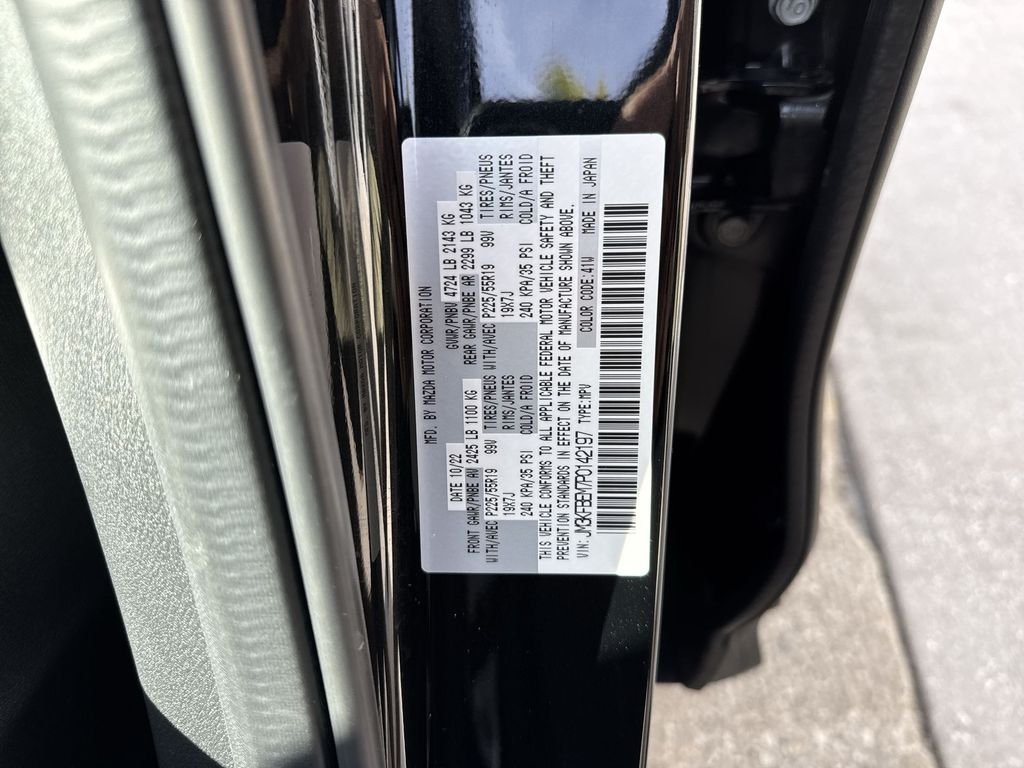 MFD. BY MAZDA MOTOR CORPORATION
DATE 10/22 GVWR/PNBV 4724 LB 2143 KG
FRONT GAWR/PNBE AV 2425 LB 1100 KG REAR GAWR/PNBE AR 2299 LB 1043 KG
WITH/AVEC P225/55R19 99V TIRES/PNEUS WITH/AVEC P225/55R19 99V TIRES/PNEUS
19X7J RIMS/JANTES 19X7J RIMS/JANTES
240 KPA/35 PSI COLD/A FROID 240 KPA/35 PSI COLD/A FROID
THIS VEHICLE CONFORMS TO ALL APPLICABLE FEDERAL MOTOR VEHICLE SAFETY AND THEFT
PREVENTION STANDARDS IN EFFECT ON THE DATE OF MANUFACTURE SHOWN ABOVE.
VIN: JM3KFBEM7P0142197 TYPE:MPV COLOR CODE:41W MADE IN JAPAN